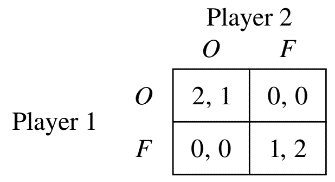 Player 2
O F
Player 1
O 2, 1 0, 0
F 0, 0 1, 2